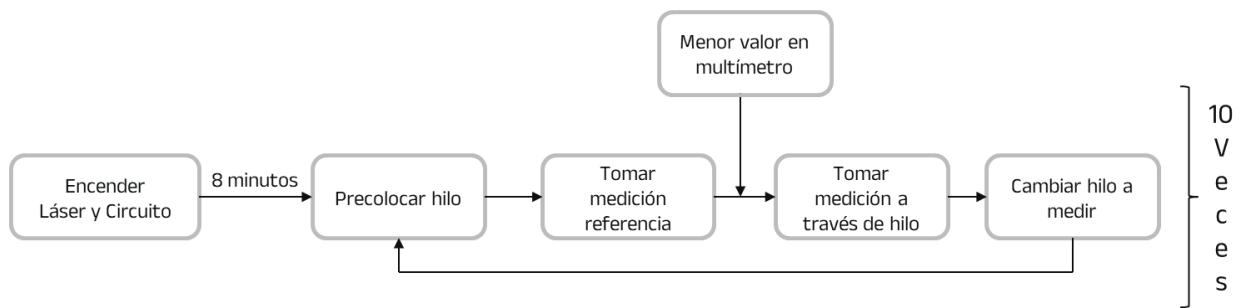 Menor valor en
multímetro
Encender
Láser y Circuito
8 minutos
Precolocar hilo
Tomar
medición
referencia
Tomar
medición a
través de hilo
Cambiar hilo a
medir
10
V
e
c
e
s